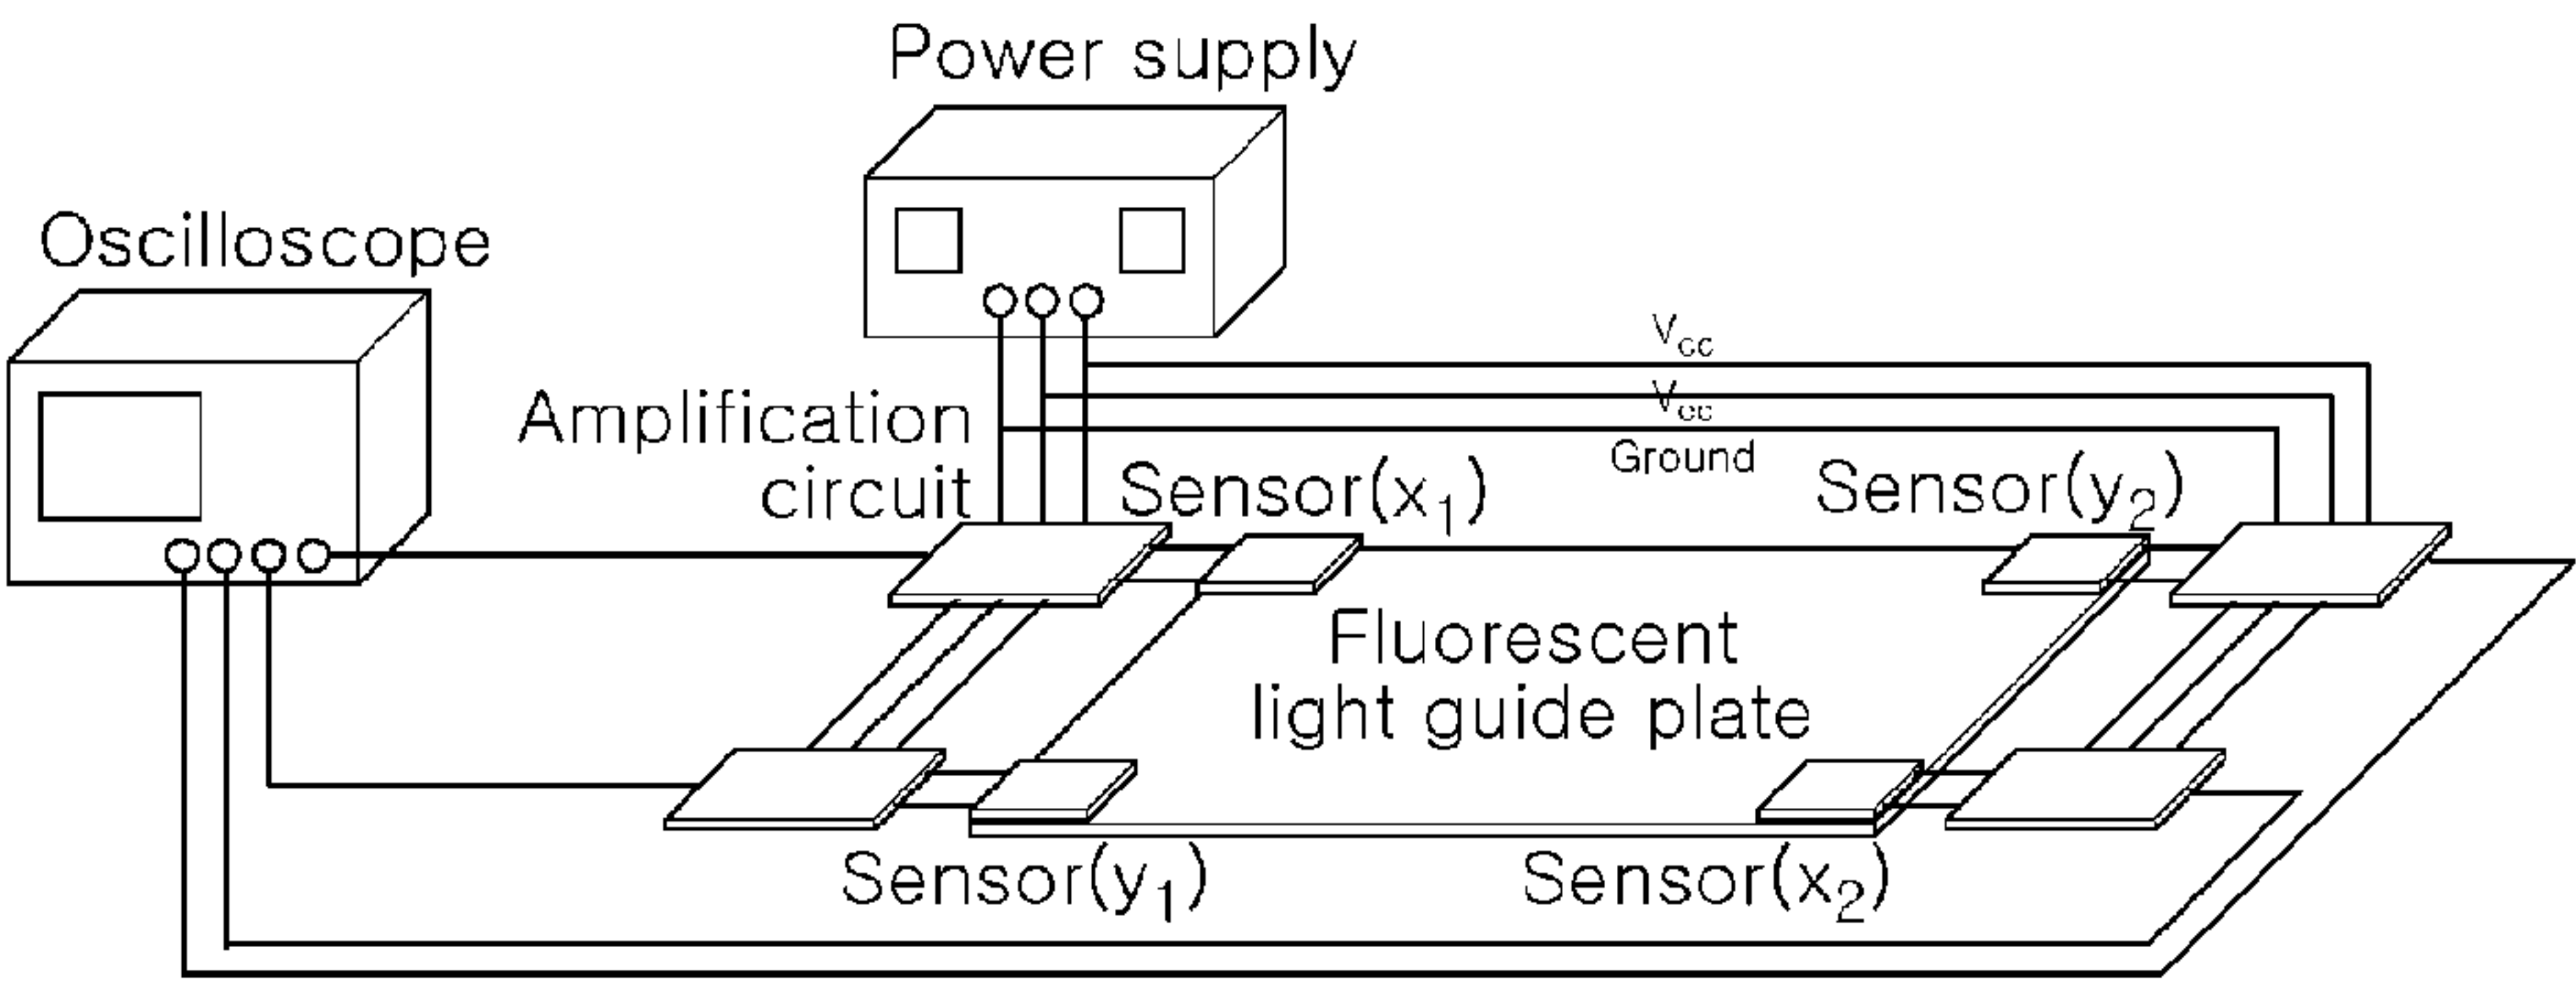 Power supply
Oscilloscope
Vcc
Amplification
circuit
Vcc
Ground
Sensor(x1)
Sensor(y2)
Fluorescent
light guide plate
Sensor(y1)
Sensor(x2)